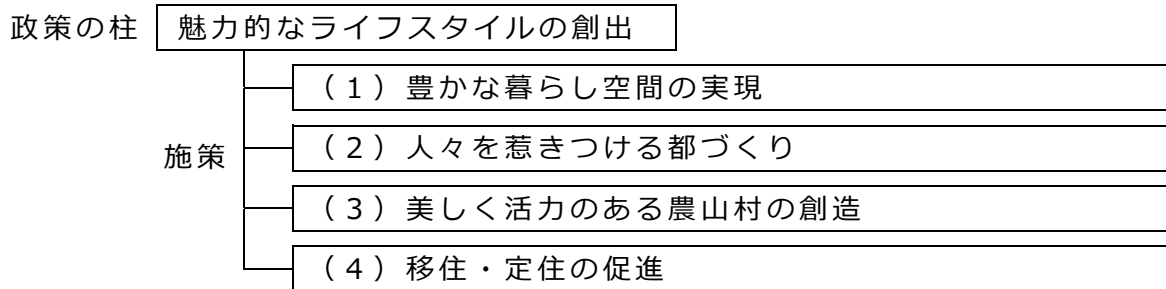 政策の柱 魅力的なライフスタイルの創出
（１）豊かな暮らし空間の実現
施策
（２）人々を惹きつける都づくり
（３）美しく活力のある農山村の創造
（４）移住・定住の促進